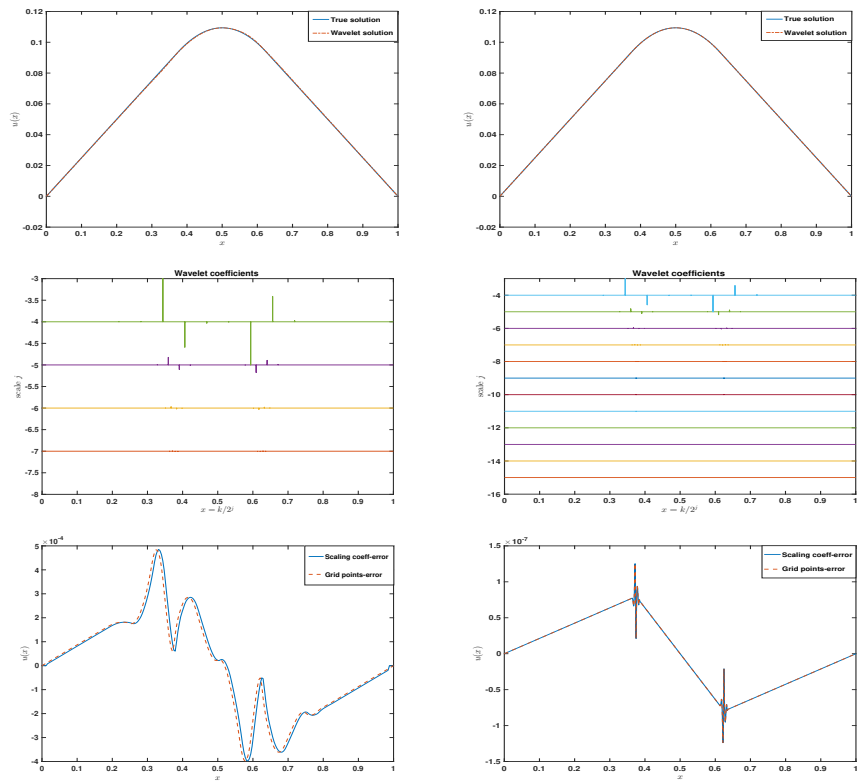 0.12
0.1
0.08
0.06
0.04
0.02
0
-0.02
u(x)
0 0.1 0.2 0.3 0.4 0.5 0.6 0.7 0.8 0.9 1
x
True solution
Wavelet solution
0.12
0.1
0.08
0.06
0.04
0.02
0
-0.02
u(x)
0 0.1 0.2 0.3 0.4 0.5 0.6 0.7 0.8 0.9 1
x
True solution
Wavelet solution
Wavelet coefficients
-3
-3.5
-4
-4.5
-5
-5.5
-6
-6.5
-7
-7.5
-8
scale j
0 0.1 0.2 0.3 0.4 0.5 0.6 0.7 0.8 0.9 1
x = k/2^j
Wavelet coefficients
-4
-6
-8
-10
-12
-14
-16
scale j
0 0.1 0.2 0.3 0.4 0.5 0.6 0.7 0.8 0.9 1
x = k/2^j
×10^-4
5
4
3
2
1
0
-1
-2
-3
-4
u(x)
0 0.1 0.2 0.3 0.4 0.5 0.6 0.7 0.8 0.9 1
x
Scaling coeff-error
Grid points-error
×10^-7
1.5
1
0.5
0
-0.5
-1
-1.5
u(x)
0 0.1 0.2 0.3 0.4 0.5 0.6 0.7 0.8 0.9 1
x
Scaling coeff-error
Grid points-error